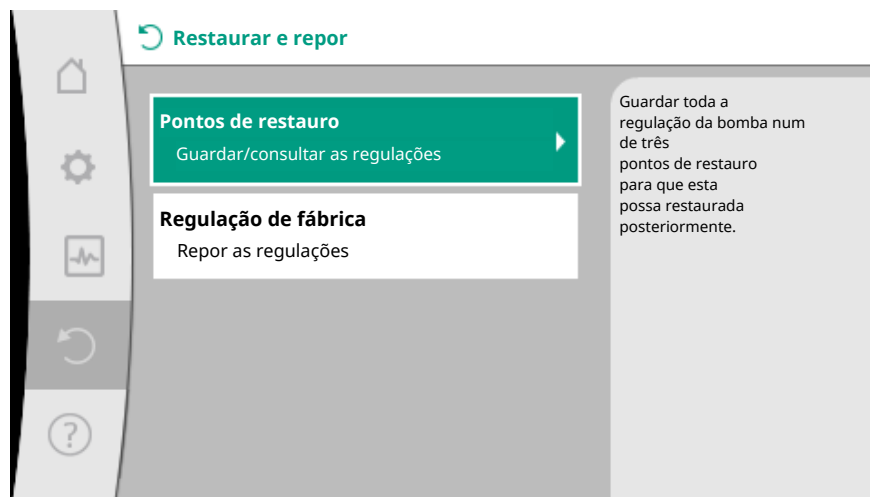 Restaurar e repor
Pontos de restauro
Guardar/consultar as regulações
Regulação de fábrica
Repor as regulações
Guardar toda a
regulação da bomba num
de três
pontos de restauro
para que esta
possa restaurada
posteriormente.
?